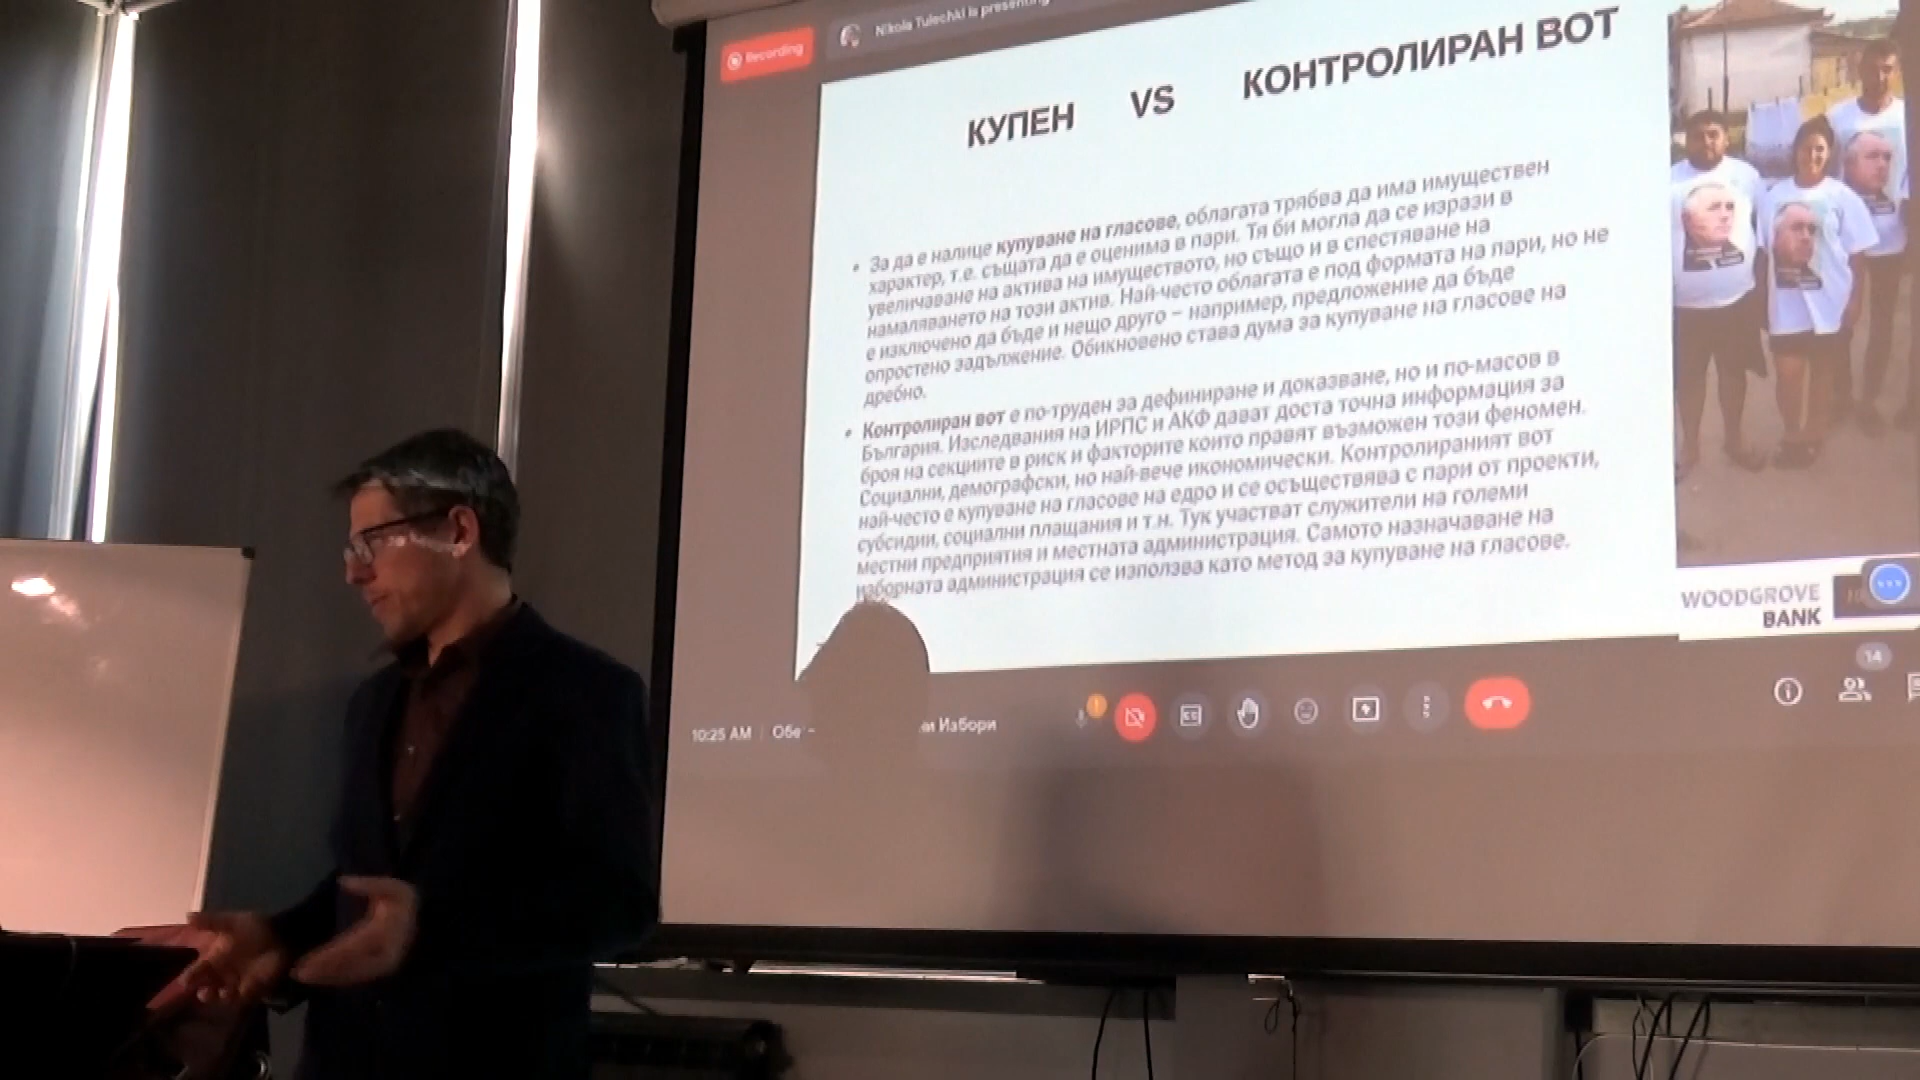 Recording
Nikola Tulechki is presenting
КУПЕН VS КОНТРОЛИРАН ВОТ
• За да е налице купуване на гласове, облагата трябва да има имуществен
характер, т.е. същата да е оценима в пари. Тя би могла да се изрази в
увеличаване на актива на имуществото, но също и в спестяване на
намаляването на този актив. Най-често облагата е под формата на пари, но не
е изключено да бъде и нещо друго – например, предложение да бъде
опростено задължение. Обикновено става дума за купуване на гласове на
дребно.
• Контролиран вот е по-труден за дефиниране и доказване, но и по-масов в
България. Изследвания на ИРПС и АКФ дават доста точна информация за
броя на секциите в риск и факторите които правят възможен този феномен.
Социални, демографски, но най-вече икономически. Контролираният вот
най-често е купуване на гласове на едро и се осъществява с пари от проекти,
субсидии, социални плащания и т.н. Тук участват служители на големи
местни предприятия и местната администрация. Самото назначаване на
изборната администрация се използва като метод за купуване на гласове.
WOODGROVE
BANK
14
10:25 AM | Обе
Избори